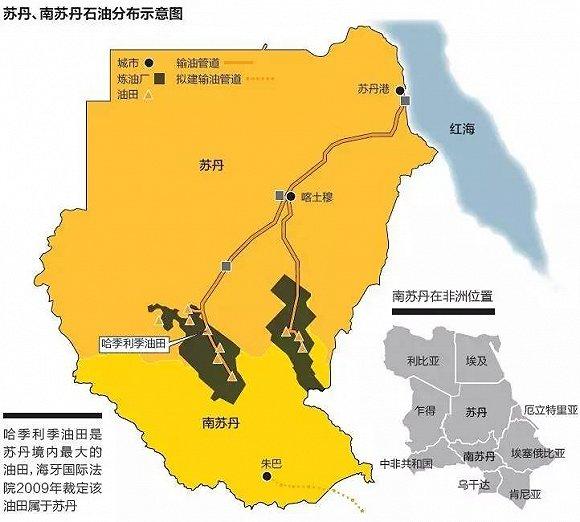 苏丹、南苏丹石油分布示意图
城市
输油管道
炼油厂
拟建输油管道
油田
苏丹港
红海
苏丹
喀土穆
哈季利季油田
南苏丹
朱巴
哈季利季油田是
苏丹境内最大的
油田,海牙国际法
院2009年裁定该
油田属于苏丹
南苏丹在非洲位置
利比亚
埃及
乍得
苏丹
厄立特里亚
中非共和国
南苏丹
埃塞俄比亚
乌干达
肯尼亚